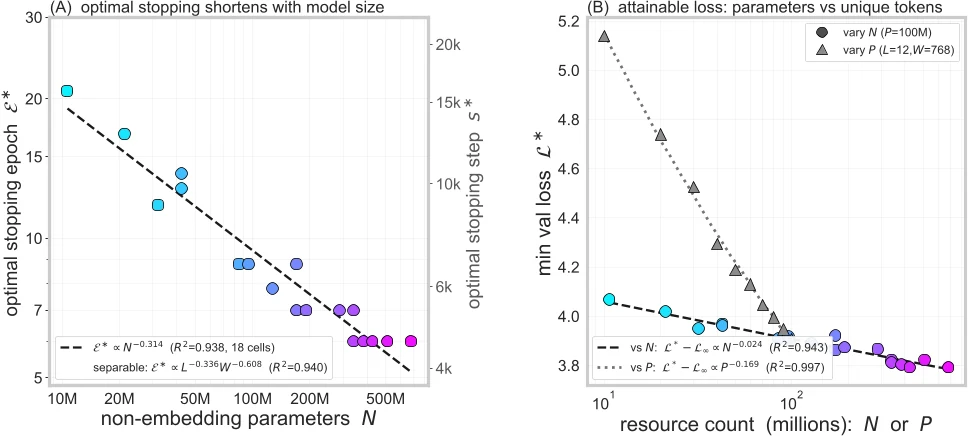 (A) optimal stopping shortens with model size
30
20
15
10
7
5
optimal stopping epoch ℰ*
20k
15k
10k
6k
4k
optimal stopping step s*
ℰ* ∝ N^−0.314 (R²=0.938, 18 cells)
separable: ℰ* ∝ L^−0.336 W^−0.608 (R²=0.940)
10M 20M 50M 100M 200M 500M
non-embedding parameters N
(B) attainable loss: parameters vs unique tokens
5.2
5.0
4.8
4.6
4.4
4.2
4.0
3.8
min val loss ℒ*
vary N (P=100M)
vary P (L=12,W=768)
vs N: ℒ* − ℒ∞ ∝ N^−0.024 (R²=0.943)
vs P: ℒ* − ℒ∞ ∝ P^−0.169 (R²=0.997)
10¹ 10²
resource count (millions): N or P